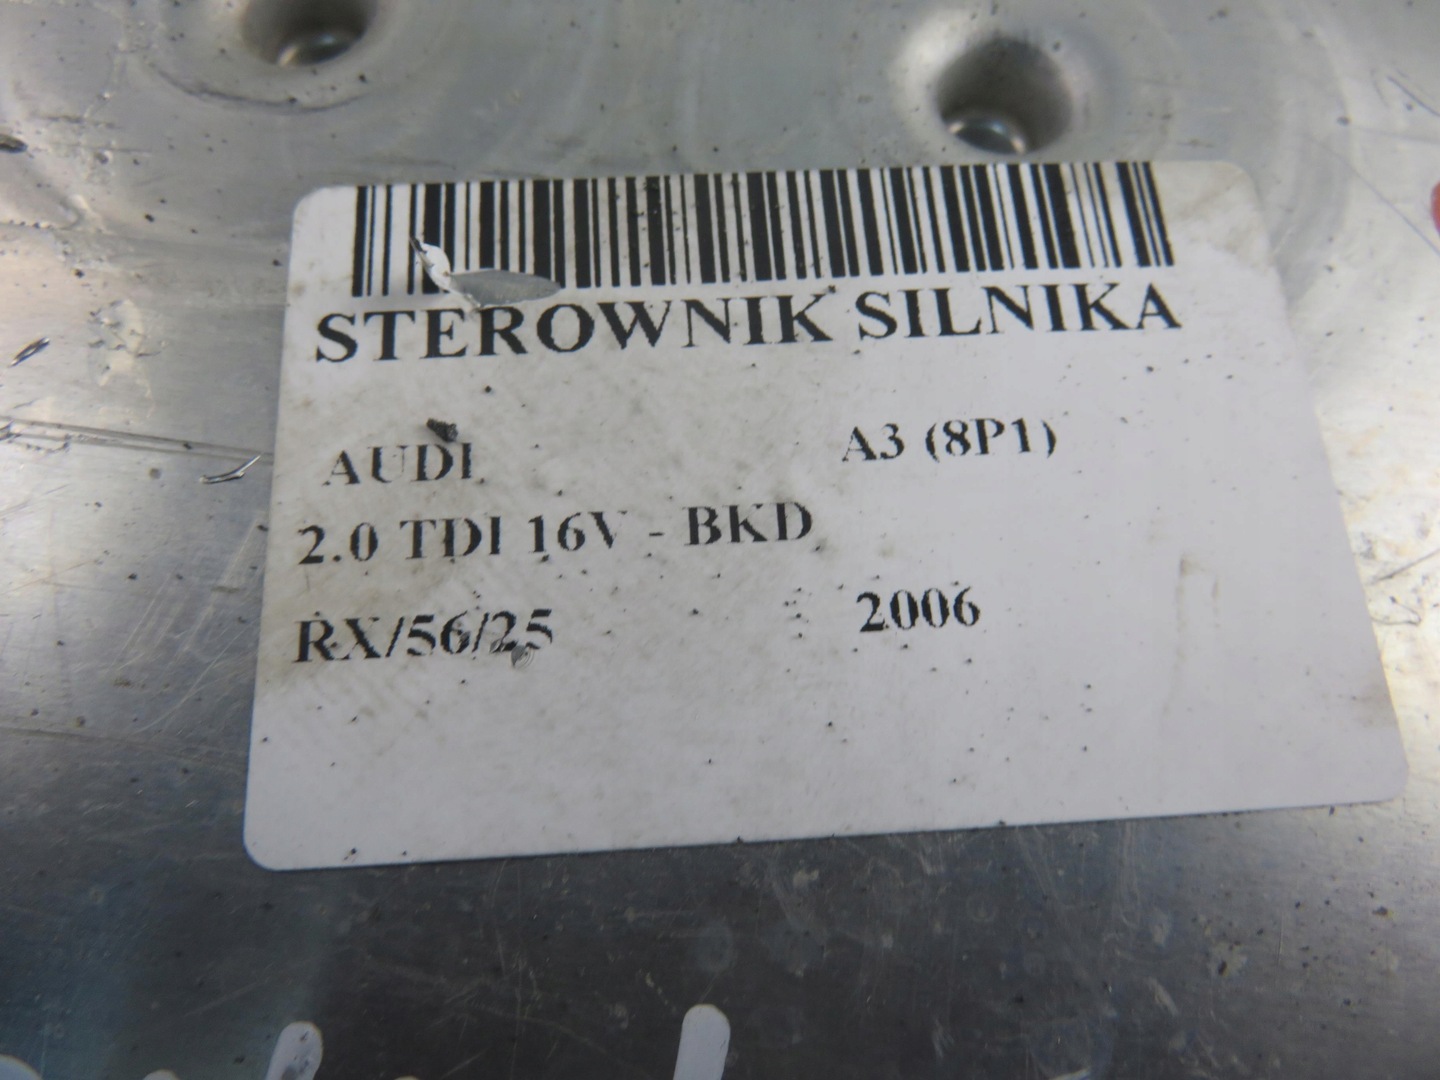 STEROWNIK SILNIKA
AUDI A3 (8P1)
2.0 TDI 16V - BKD
RX/56/25 2006